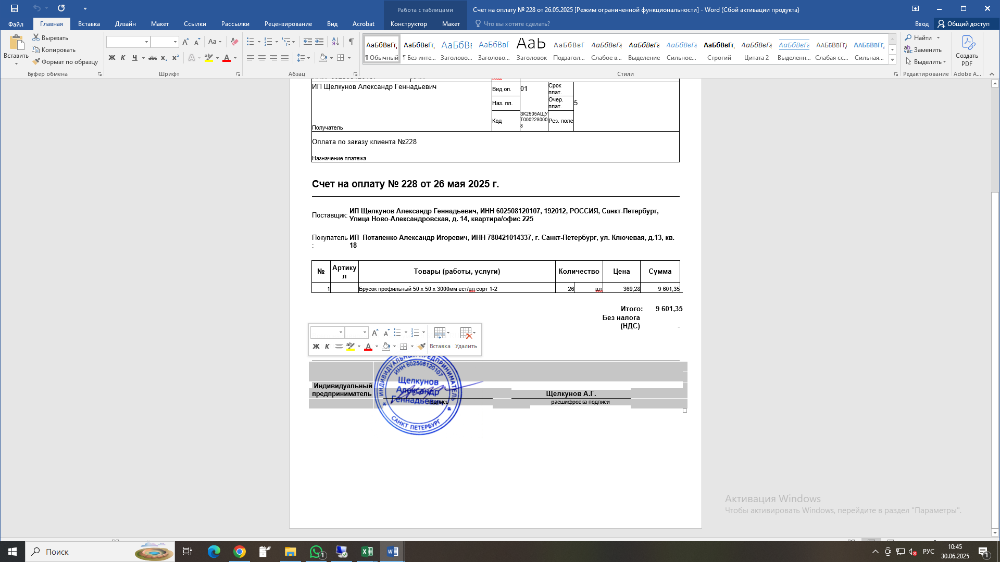 Работа с таблицами
Счет на оплату № 228 от 26.05.2025 [Режим ограниченной функциональности] - Word (Сбой активации продукта)
Файл Главная Вставка Дизайн Макет Ссылки Рассылки Рецензирование Вид Acrobat Конструктор Макет Что вы хотите сделать? Вход Общий доступ
Вставить
Вырезать
Копировать
Формат по образцу
Буфер обмена
Ж К Ч abc x₂ x²
Шрифт
Абзац
АаБбВвГг, АаБбВвГг, АаБбВв АаБбВвГ АаЬ АаБбВвГ АаБбВвГг АаБбВвГг АаБбВвГг АаБбВвГг, АаБбВвГг АаБбВвГг ААБбВвГг, ААБбВвГг,
¶ Обычный ¶ Без инте... Заголово... Заголово... Заголовок Подзагол... Слабое в... Выделение Сильное... Строгий Цитата 2 Выделенн... Слабая сс... Сильная...
Стили
Найти
Заменить
Выделить
Редактирование
Создать PDF
Adobe A...
ИП Щелкунов Александр Геннадьевич
Получатель
Вид оп. 01 Срок плат.
Наз. пл. Очер. плат. 5
Код ЗК2505АЩУТ0002280008 Рез. поле
Оплата по заказу клиента №228
Назначение платежа
Счет на оплату № 228 от 26 мая 2025 г.
Поставщик: ИП Щелкунов Александр Геннадьевич, ИНН 602508120107, 192012, РОССИЯ, Санкт-Петербург,
Улица Ново-Александровская, д. 14, квартира/офис 225
Покупатель: ИП Потапенко Александр Игоревич, ИНН 780421014337, г. Санкт-Петербург, ул. Ключевая, д.13, кв.
18
№ Артикул Товары (работы, услуги) Количество Цена Сумма
1 Брусок профильный 50 х 50 х 3000мм ест/вл сорт 1-2 26 шт 369,28 9 601,35
Итого: 9 601,35
Без налога
(НДС) -
Ж К Вставка Удалить
ИНДИВИДУАЛЬНЫЙ ПРЕДПРИНИМАТЕЛЬ
ИНН 602508120107
Щелкунов
Александр
Геннадьевич
САНКТ ПЕТЕРБУРГ
Индивидуальный
предприниматель
Щелкунов А.Г.
подпись
расшифровка подписи
Активация Windows
Чтобы активировать Windows, перейдите в раздел "Параметры".
Поиск
1
РУС
10:45
30.06.2025
1